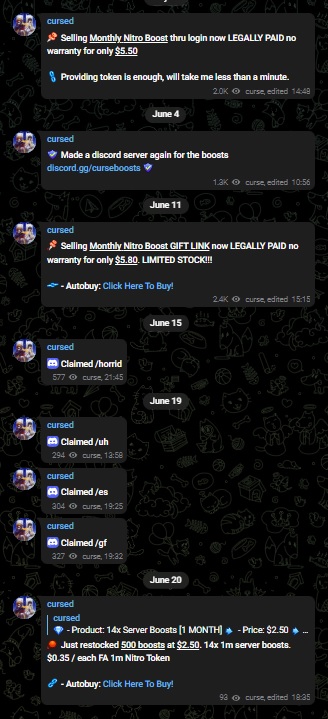 cursed
Selling Monthly Nitro Boost thru login now LEGALLY PAID no
warranty for only $5.50
Providing token is enough, will take me less than a minute.
2.0K curse, edited 14:48
June 4
cursed
Made a discord server again for the boosts
discord.gg/curseboosts
1.3K curse, edited 10:56
June 11
cursed
Selling Monthly Nitro Boost GIFT LINK now LEGALLY PAID no
warranty for only $5.80. LIMITED STOCK!!!
- Autobuy: Click Here To Buy!
2.4K curse, edited 15:15
June 15
cursed
Claimed /horrid
577 curse, 21:45
June 19
cursed
Claimed /uh
294 curse, 13:58
cursed
Claimed /es
304 curse, 19:25
cursed
Claimed /gf
327 curse, 19:32
June 20
cursed
cursed
- Product: 14x Server Boosts [1 MONTH] - Price: $2.50 ...
Just restocked 500 boosts at $2.50. 14x 1m server boosts.
$0.35 / each FA 1m Nitro Token
- Autobuy: Click Here To Buy!
93 curse, edited 18:35